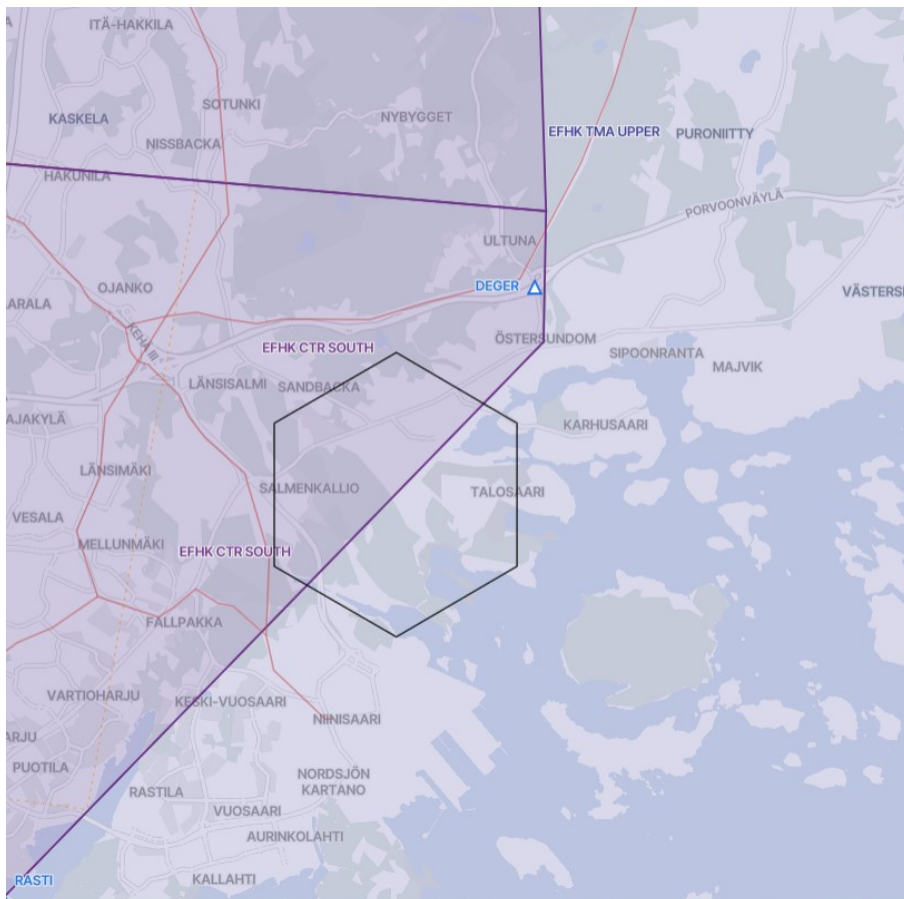 ITÄ-HAKKILA
SOTUNKI
KASKELA
NYBYGGET
NISSBACKA
EFHK TMA UPPER
PURONIITTY
HAKUNILA
PORVOONVÄYLÄ
ULTUNA
DEGER
OJANKO
ARALA
VÄSTERS
KEHÄ III
EFHK CTR SOUTH
ÖSTERSUNDOM
SIPOONRANTA
MAJVIK
LÄNSISALMI
SANDBACKA
AJAKYLÄ
KARHUSAARI
LÄNSIMÄKI
SALMENKALLIO
TALOSAARI
VESALA
MELLUNMÄKI
EFHK CTR SOUTH
FALLPAKKA
VARTIOHARJU
KESKI-VUOSAARI
NIINISAARI
ARJU
PUOTILA
NORDSJÖN
KARTANO
RASTILA
VUOSAARI
AURINKOLAHTI
RASTI
KALLAHTI